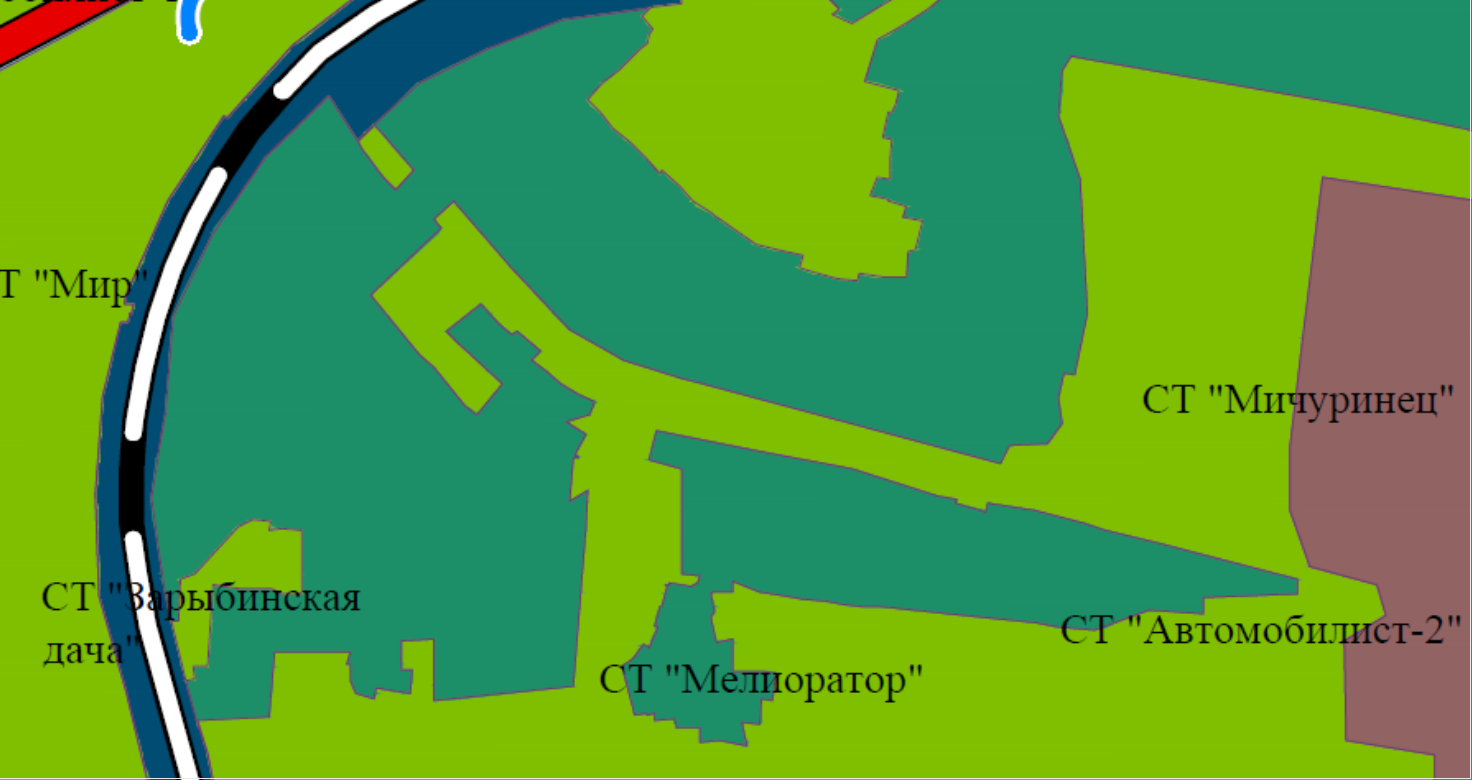 Т "Мир"
СТ "Мичуринец"
СТ "Зарыбинская
дача"
СТ "Автомобилист-2"
СТ "Мелиоратор"